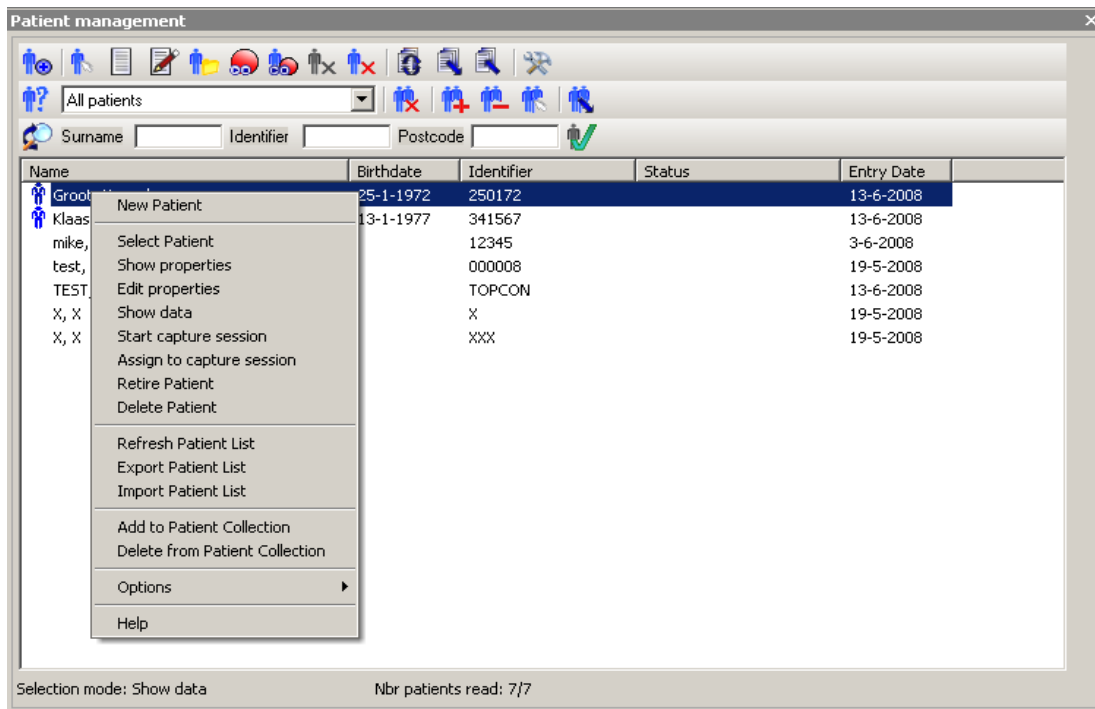 Patient management
All patients
Surname Identifier Postcode
Name Birthdate Identifier Status Entry Date
25-1-1972 250172 13-6-2008
Klaas 13-1-1977 341567 13-6-2008
mike, 12345 3-6-2008
test, 000008 19-5-2008
TEST_ TOPCON 13-6-2008
X, X X 19-5-2008
X, X XXX 19-5-2008
New Patient
Select Patient
Show properties
Edit properties
Show data
Start capture session
Assign to capture session
Retire Patient
Delete Patient
Refresh Patient List
Export Patient List
Import Patient List
Add to Patient Collection
Delete from Patient Collection
Options
Help
Selection mode: Show data Nbr patients read: 7/7